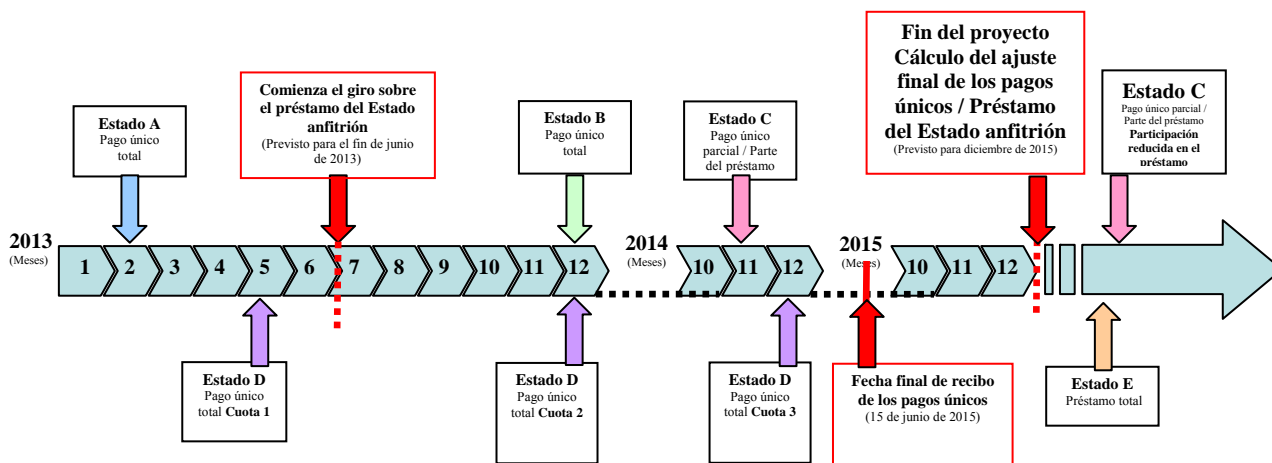 Fin del proyecto
Cálculo del ajuste
final de los pagos
únicos / Préstamo
del Estado anfitrión
(Previsto para diciembre de 2015)
Comienza el giro sobre
el préstamo del Estado
anfitrión
(Previsto para el fin de junio
de 2013)
Estado A
Pago único
total
Estado B
Pago único
total
Estado C
Pago único
parcial / Parte del
préstamo
Estado C
Pago único parcial /
Parte del préstamo
Participación
reducida en el
préstamo
2013
(Meses)
1 2 3 4 5 6 7 8 9 10 11 12
2014
(Meses)
10 11 12
2015
(Meses)
10 11 12
Estado D
Pago único
total Cuota 1
Estado D
Pago único
total Cuota 2
Estado D
Pago único
total Cuota 3
Fecha final de recibo
de los pagos únicos
(15 de junio de 2015)
Estado E
Préstamo total